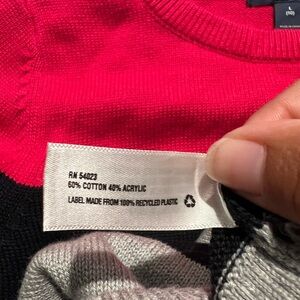 L
RN 54023
60% COTTON 40% ACRYLIC
LABEL MADE FROM 100% RECYCLED PLASTIC